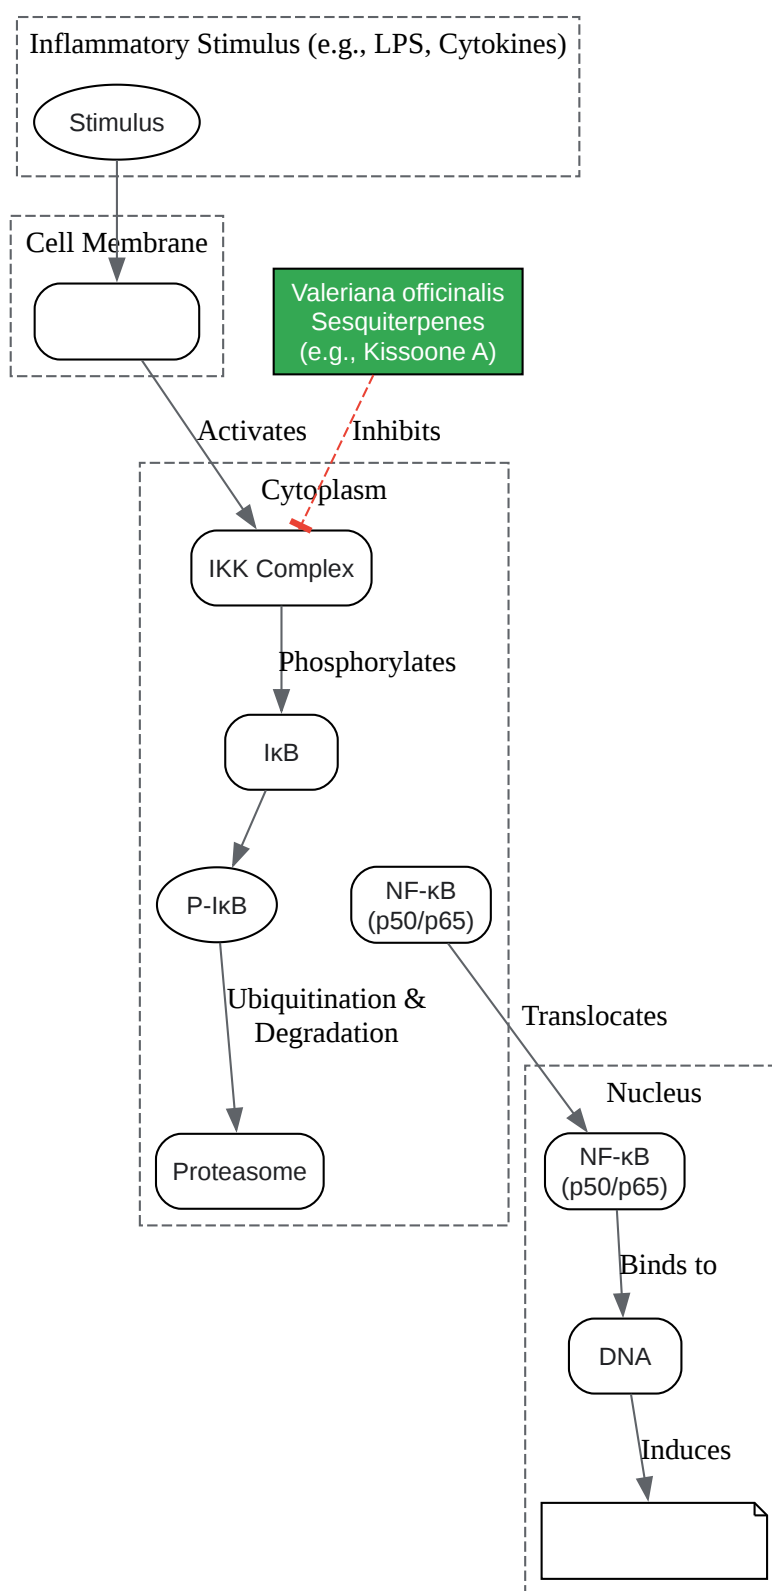 Inflammatory Stimulus (e.g., LPS, Cytokines)
Stimulus
Cell Membrane
Valeriana officinalis
Sesquiterpenes
(e.g., Kissoone A)
Activates
Inhibits
Cytoplasm
IKK Complex
Phosphorylates
IκB
P-IκB
NF-κB
(p50/p65)
Ubiquitination &
Degradation
Translocates
Nucleus
Proteasome
NF-κB
(p50/p65)
Binds to
DNA
Induces